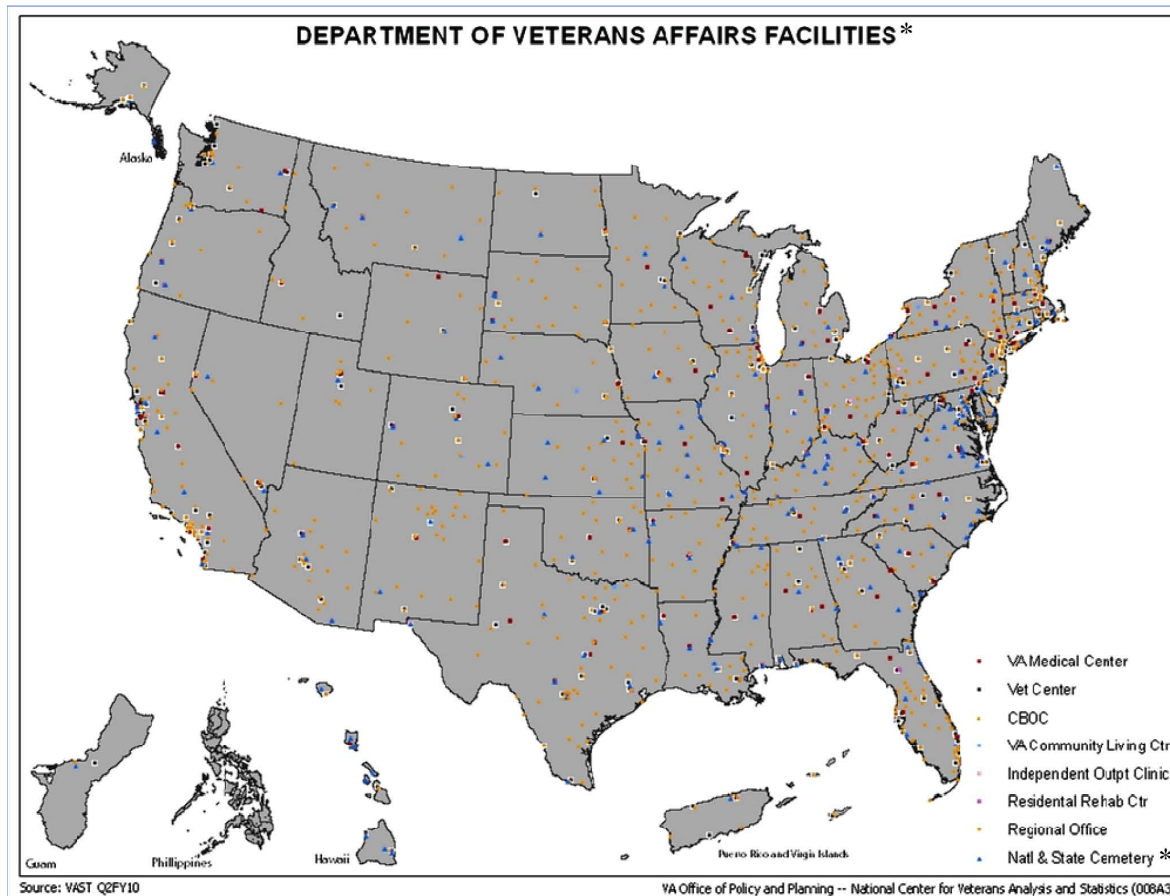 DEPARTMENT OF VETERANS AFFAIRS FACILITIES*
Alaska
VA Medical Center
Vet Center
CBOC
VA Community Living Ctr
Independent Outpt Clinic
Residental Rehab Ctr
Regional Office
Natl & State Cemetery *
Guam
Phillippines
Hawaii
Puerto Rico and Virgin Islands
Source: VAST Q2FY10
VA Office of Policy and Planning -- National Center for Veterans Analysis and Statistics (008A3